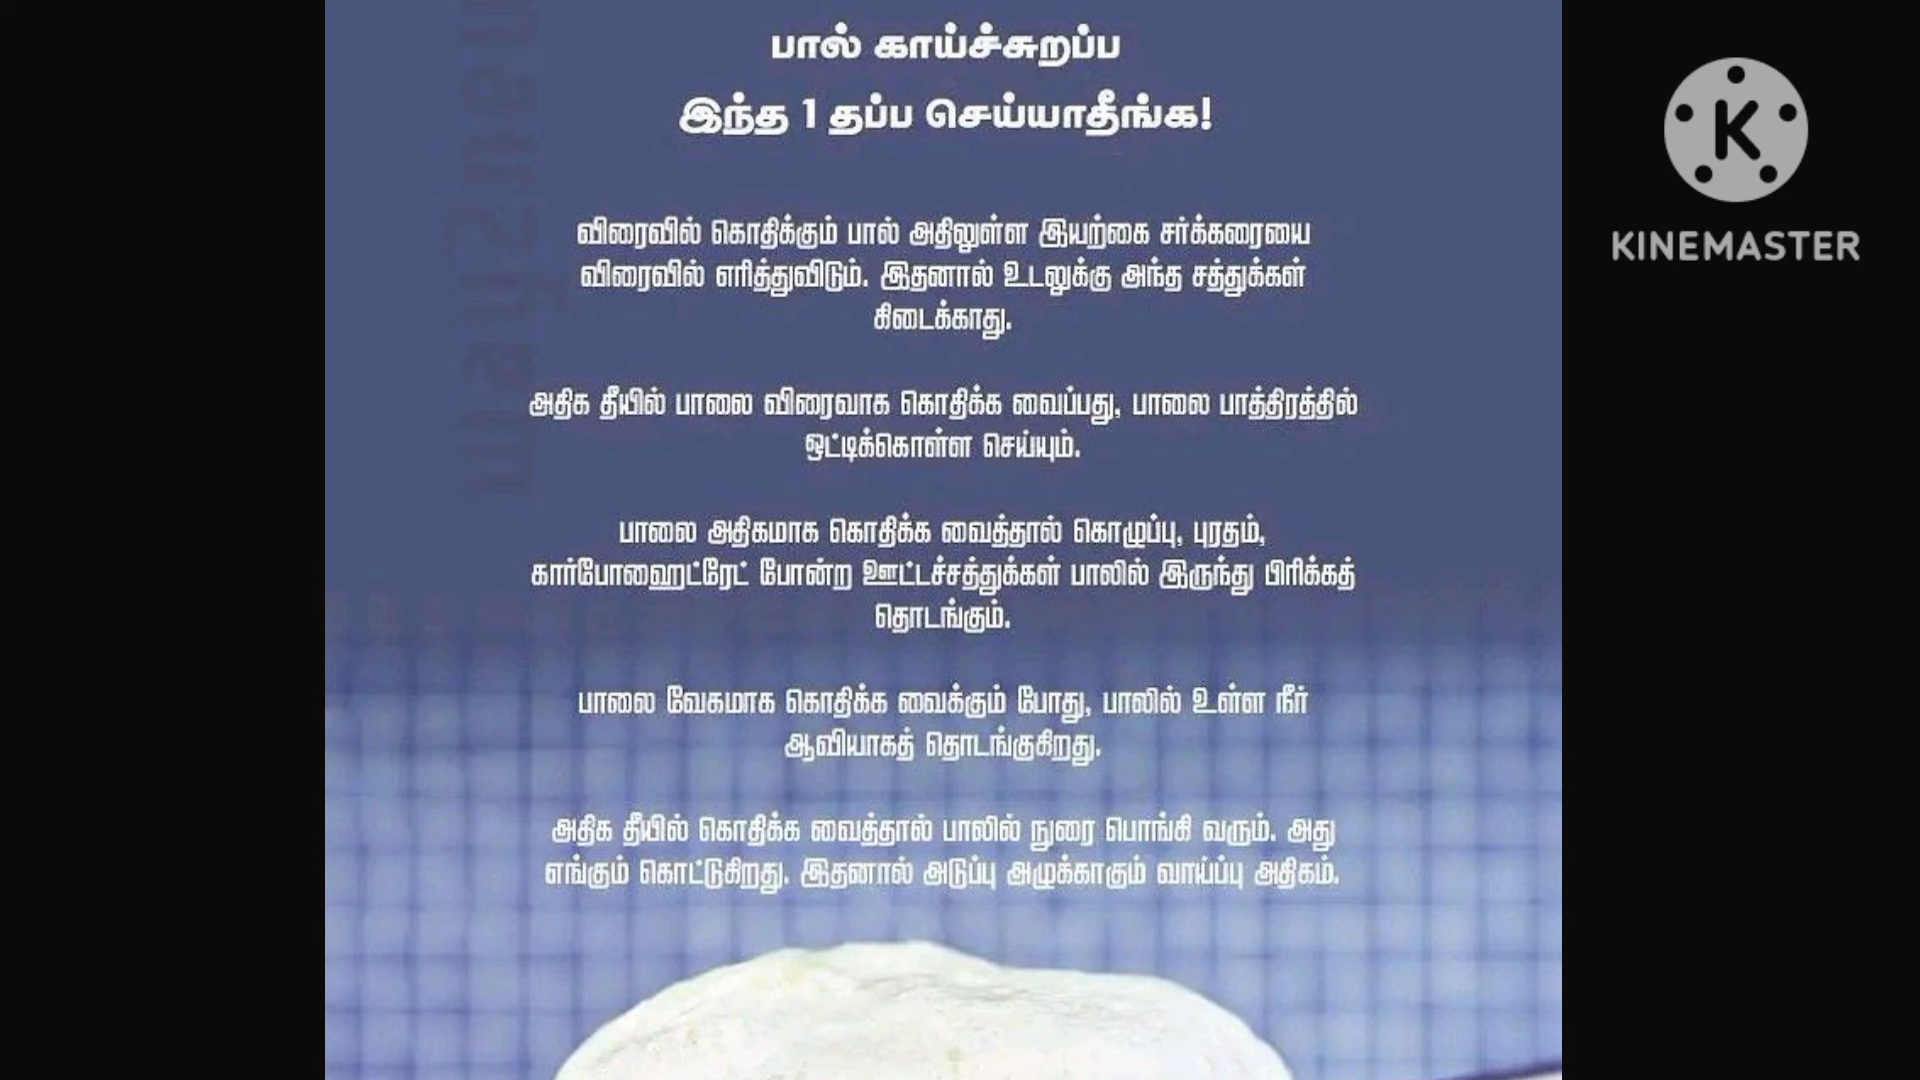 பால் காய்ச்சுறப்ப
இந்த 1 தப்ப செய்யாதீங்க!
விரைவில் கொதிக்கும் பால் அதிலுள்ள இயற்கை சர்க்கரையை
விரைவில் எரித்துவிடும். இதனால் உடலுக்கு அந்த சத்துக்கள்
கிடைக்காது.
அதிக தீயில் பாலை விரைவாக கொதிக்க வைப்பது, பாலை பாத்திரத்தில்
ஒட்டிக்கொள்ள செய்யும்.
பாலை அதிகமாக கொதிக்க வைத்தால் கொழுப்பு, புரதம்,
கார்போஹைட்ரேட் போன்ற ஊட்டச்சத்துக்கள் பாலில் இருந்து பிரிக்கத்
தொடங்கும்.
பாலை வேகமாக கொதிக்க வைக்கும் போது, பாலில் உள்ள நீர்
ஆவியாகத் தொடங்குகிறது.
அதிக தீயில் கொதிக்க வைத்தால் பாலில் நுரை பொங்கி வரும். அது
எங்கும் கொட்டுகிறது. இதனால் அடுப்பு அழுக்காகும் வாய்ப்பு அதிகம்.
K
KINEMASTER